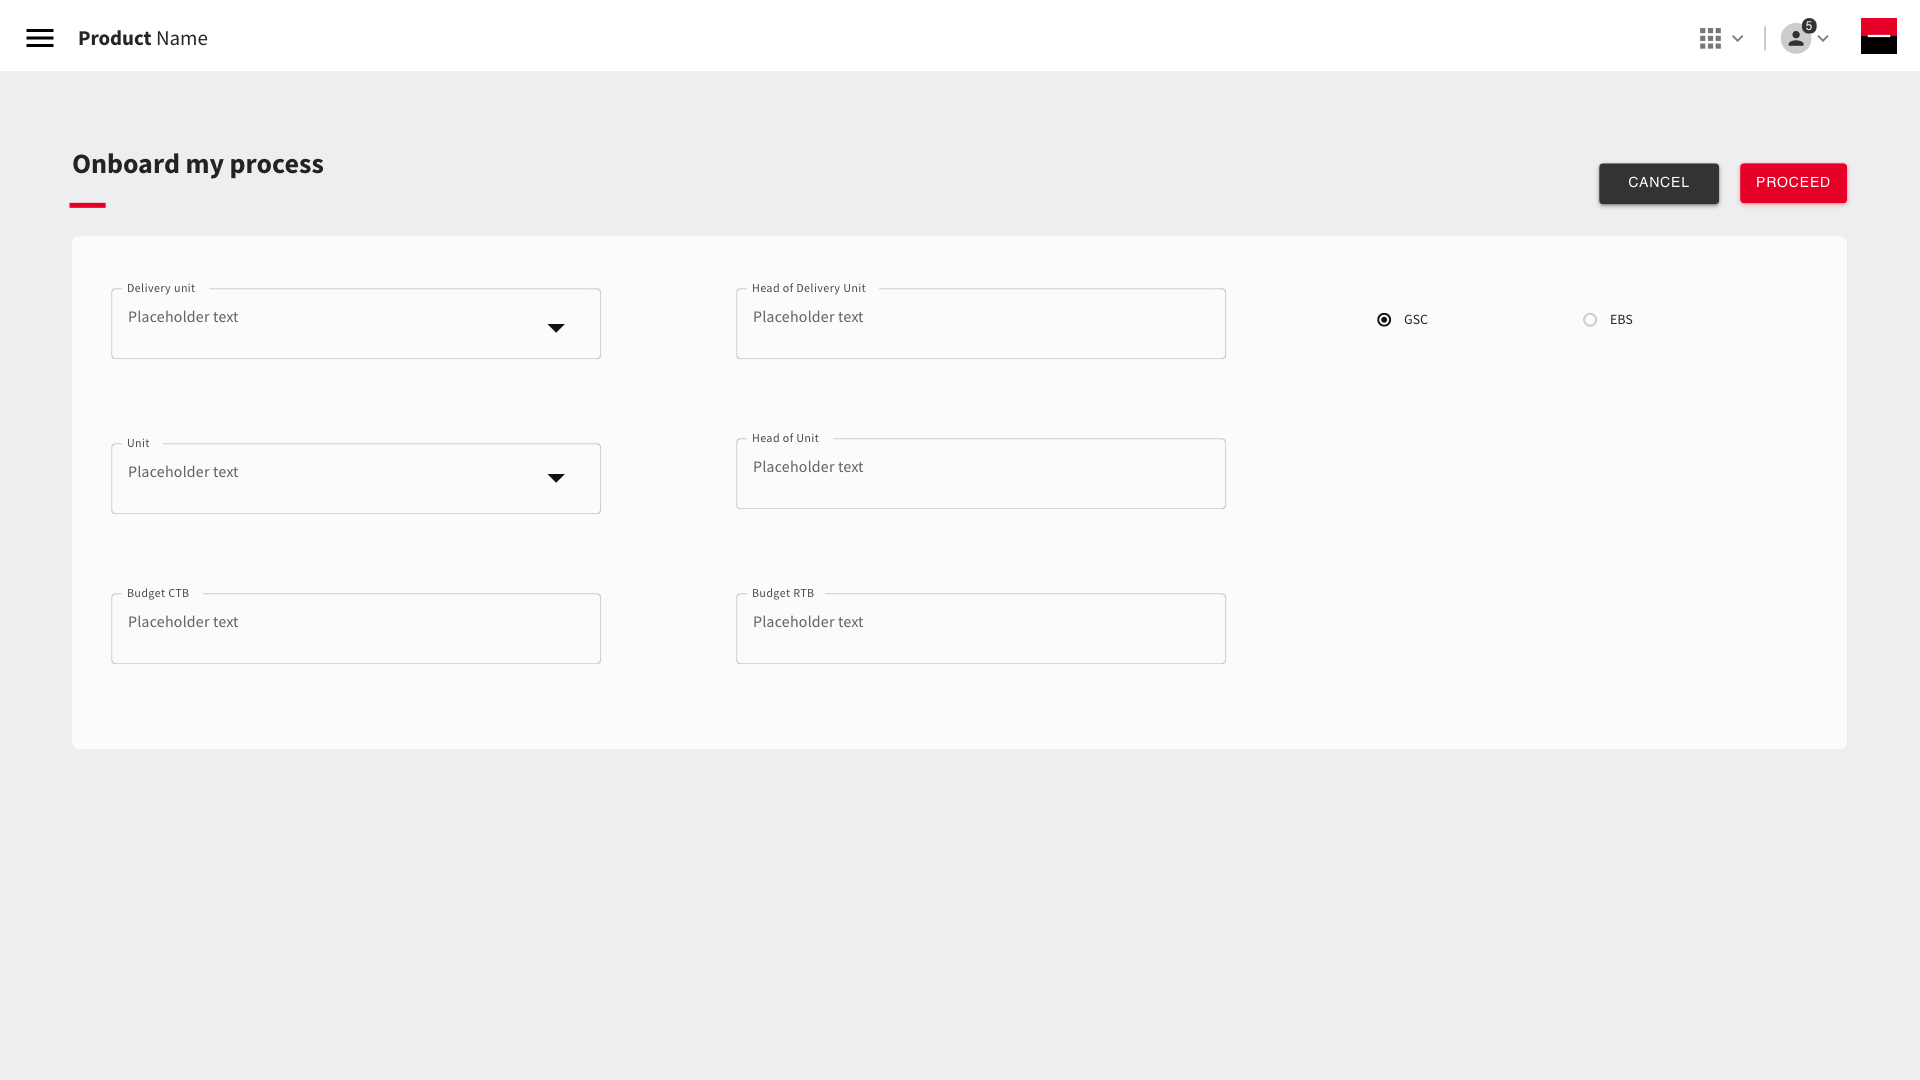 Product Name
5
Onboard my process
CANCEL
PROCEED
Delivery unit
Placeholder text
Head of Delivery Unit
Placeholder text
GSC
EBS
Unit
Placeholder text
Head of Unit
Placeholder text
Budget CTB
Placeholder text
Budget RTB
Placeholder text